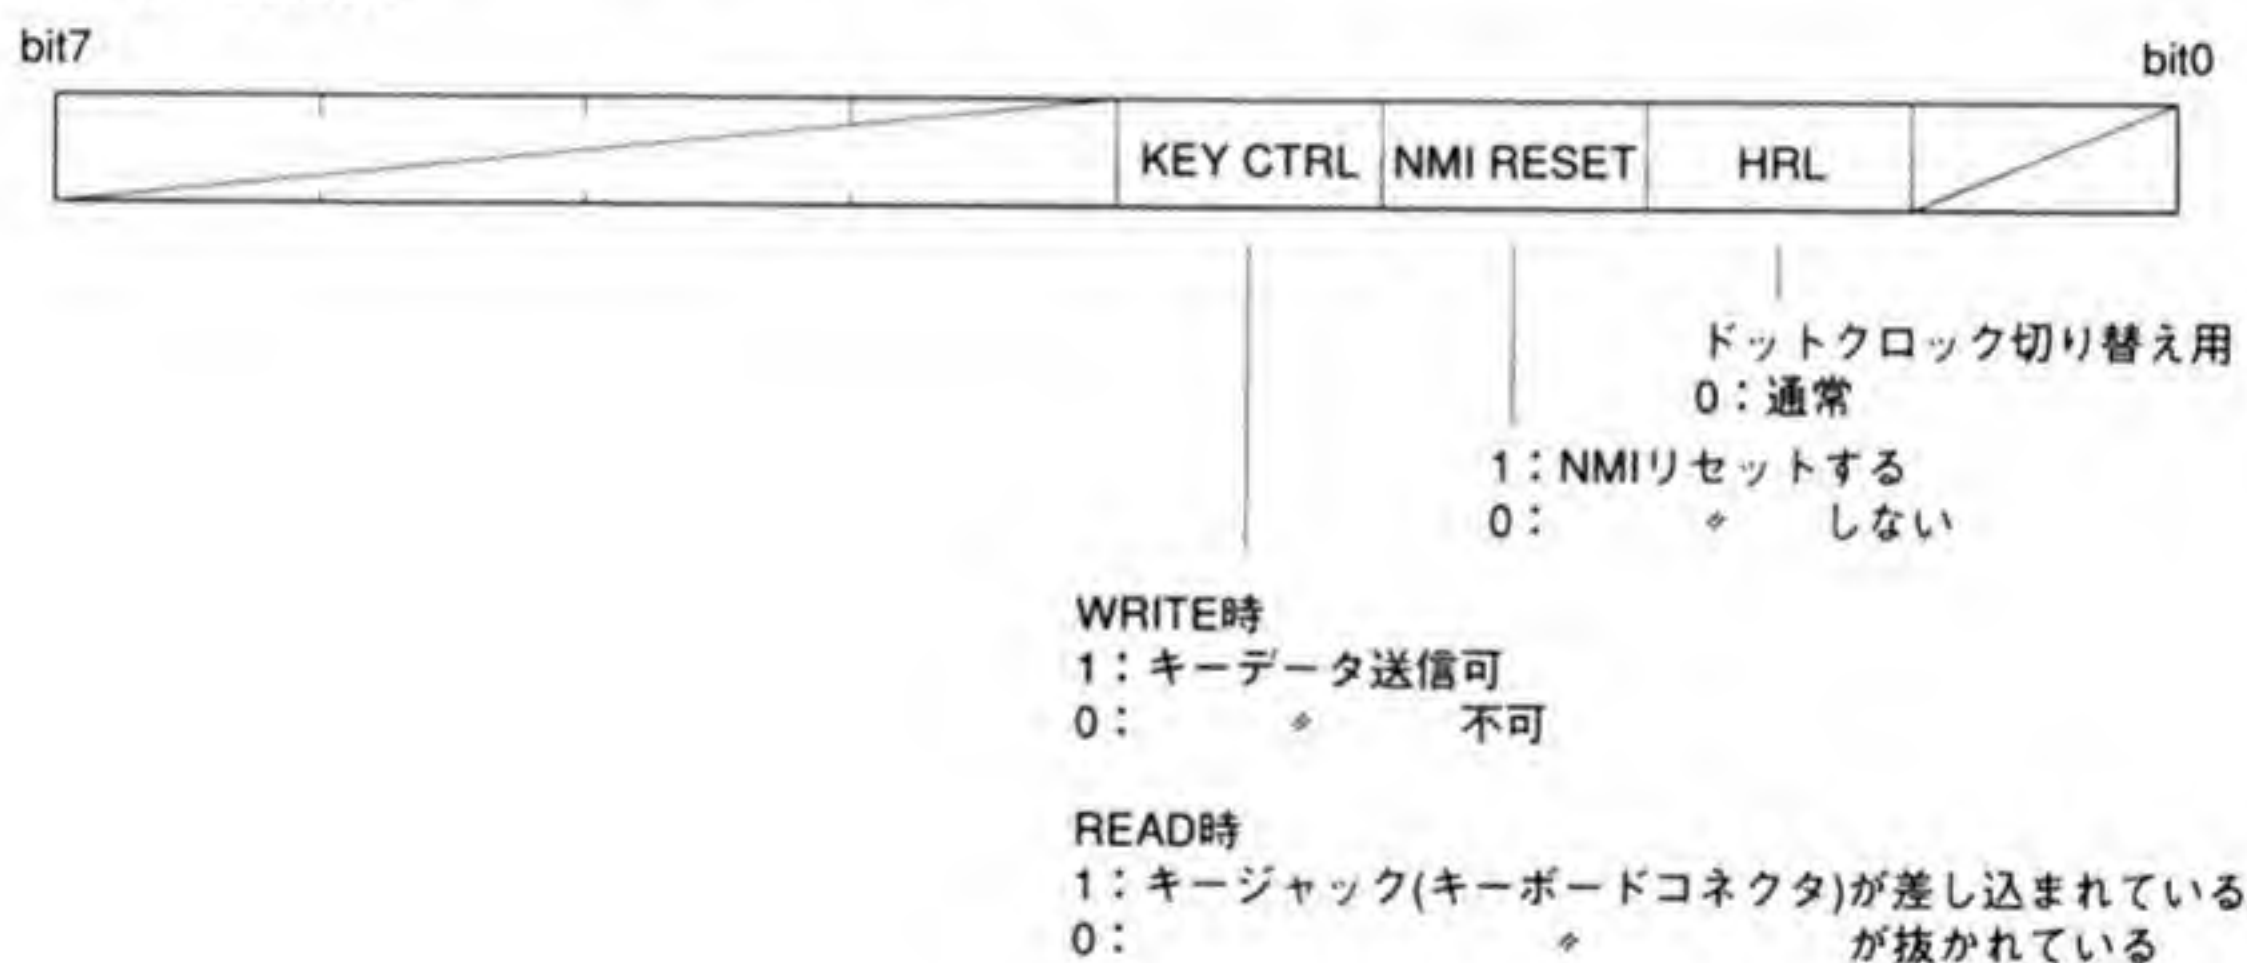 bit7 bit0
KEY CTRL NMI RESET HRL
ドットクロック切り替え用
0：通常
1：NMIリセットする
0： 〃 しない
WRITE時
1：キーデータ送信可
0： 〃 不可
READ時
1：キージャック(キーボードコネクタ)が差し込まれている
0： 〃 が抜かれている